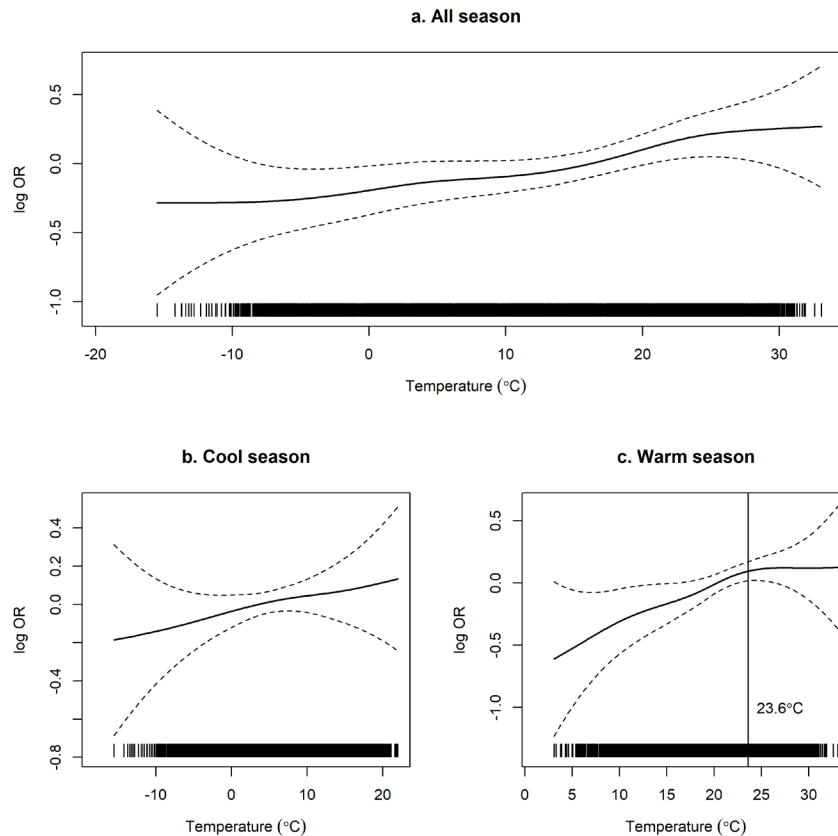 a. All season
0.5
0.0
-0.5
-1.0
log OR
-20 -10 0 10 20 30
Temperature (°C)
b. Cool season
0.4
0.2
0.0
-0.4
-0.8
log OR
-10 0 10 20
Temperature (°C)
c. Warm season
0.5
0.0
-0.5
-1.0
log OR
23.6°C
0 5 10 15 20 25 30
Temperature (°C)